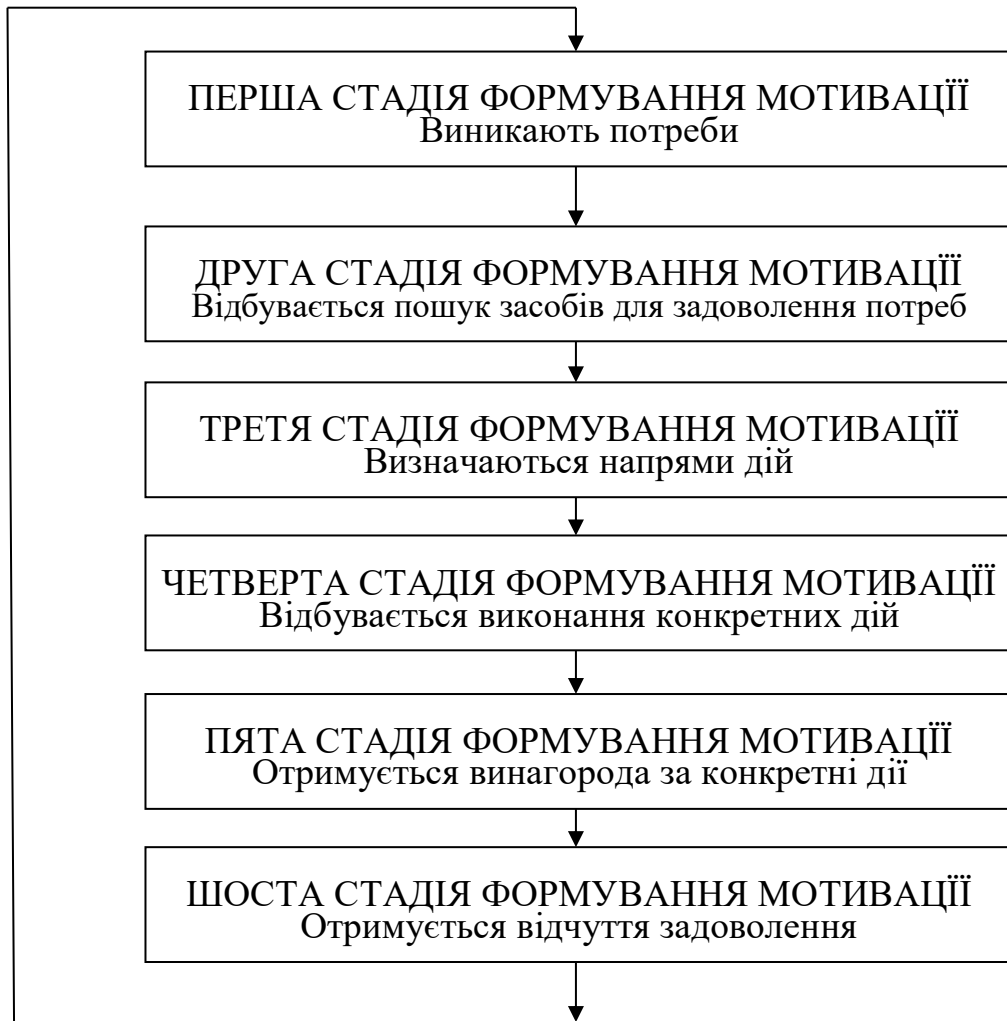 ПЕРША СТАДІЯ ФОРМУВАННЯ МОТИВАЦІЇ
Виникають потреби
ДРУГА СТАДІЯ ФОРМУВАННЯ МОТИВАЦІЇ
Відбувається пошук засобів для задоволення потреб
ТРЕТЯ СТАДІЯ ФОРМУВАННЯ МОТИВАЦІЇ
Визначаються напрями дій
ЧЕТВЕРТА СТАДІЯ ФОРМУВАННЯ МОТИВАЦІЇ
Відбувається виконання конкретних дій
ПЯТА СТАДІЯ ФОРМУВАННЯ МОТИВАЦІЇ
Отримується винагорода за конкретні дії
ШОСТА СТАДІЯ ФОРМУВАННЯ МОТИВАЦІЇ
Отримується відчуття задоволення